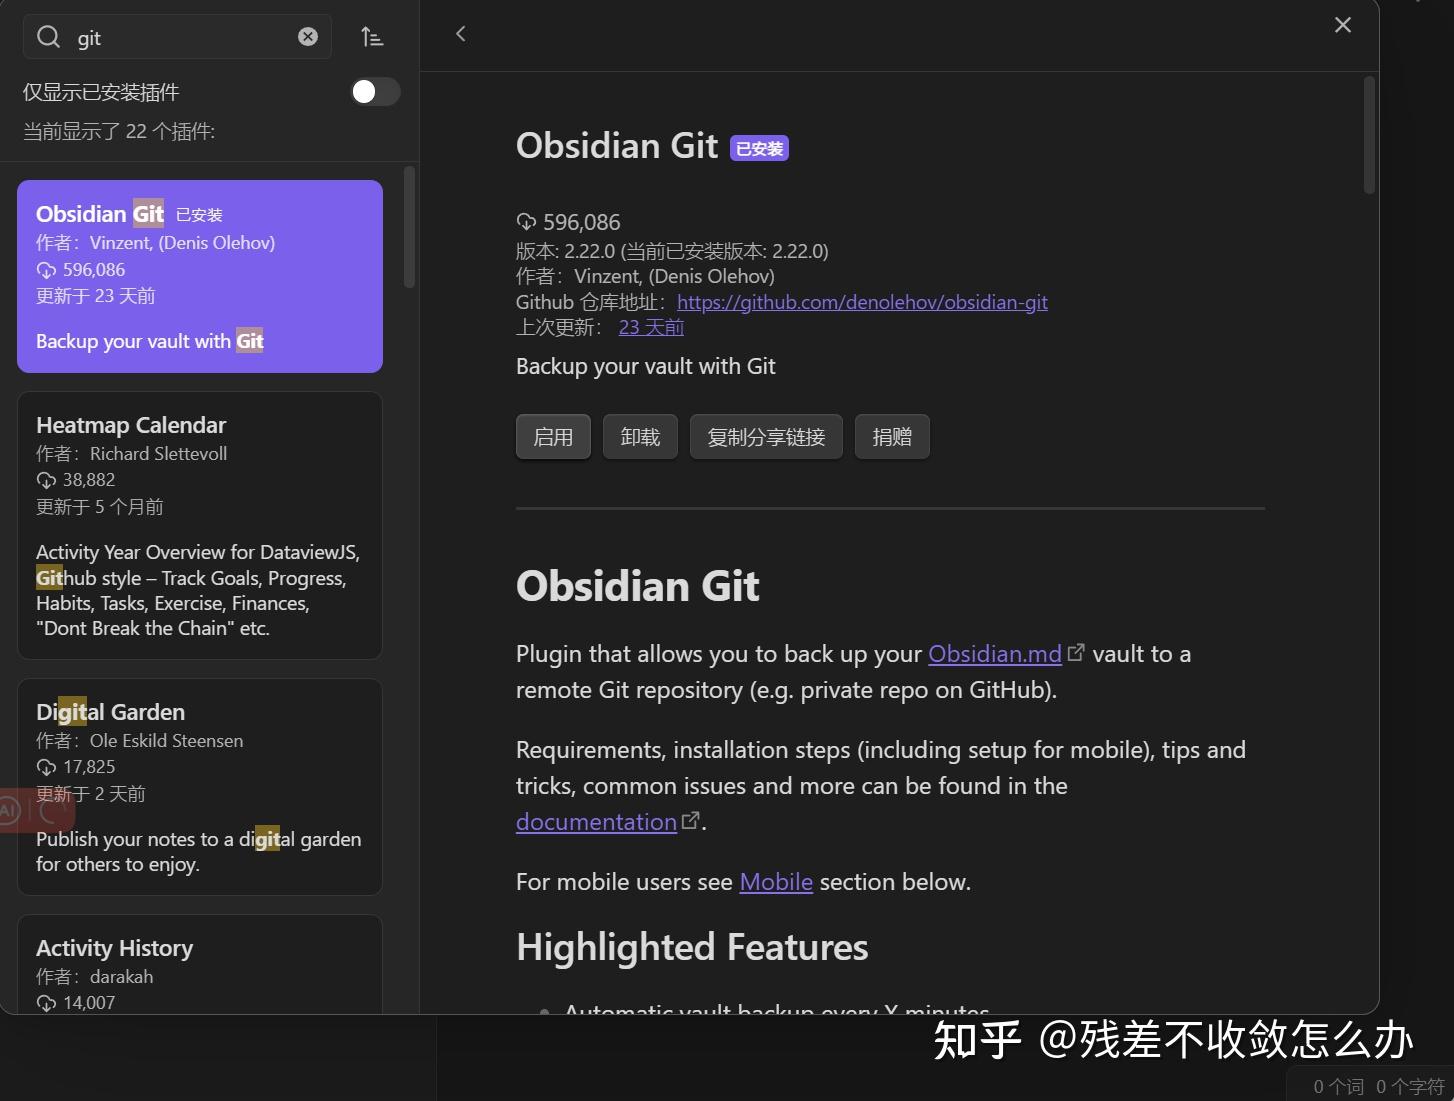 git
仅显示已安装插件
当前显示了 22 个插件:
Obsidian Git 已安装
作者：Vinzent, (Denis Olehov)
596,086
更新于 23 天前
Backup your vault with Git
Heatmap Calendar
作者：Richard Slettevoll
38,882
更新于 5 个月前
Activity Year Overview for DataviewJS,
Github style – Track Goals, Progress,
Habits, Tasks, Exercise, Finances,
"Dont Break the Chain" etc.
Digital Garden
作者：Ole Eskild Steensen
17,825
更新于 2 天前
AI
Publish your notes to a digital garden
for others to enjoy.
Activity History
作者：darakah
14,007
Obsidian Git 已安装
596,086
版本: 2.22.0 (当前已安装版本: 2.22.0)
作者：Vinzent, (Denis Olehov)
Github 仓库地址：https://github.com/denolehov/obsidian-git
上次更新：23 天前
Backup your vault with Git
启用 卸载 复制分享链接 捐赠
Obsidian Git
Plugin that allows you to back up your Obsidian.md vault to a
remote Git repository (e.g. private repo on GitHub).
Requirements, installation steps (including setup for mobile), tips and
tricks, common issues and more can be found in the
documentation.
For mobile users see Mobile section below.
Highlighted Features
Automatic vault backup every X minutes
知乎 @残差不收敛怎么办
0 个词 0 个字符